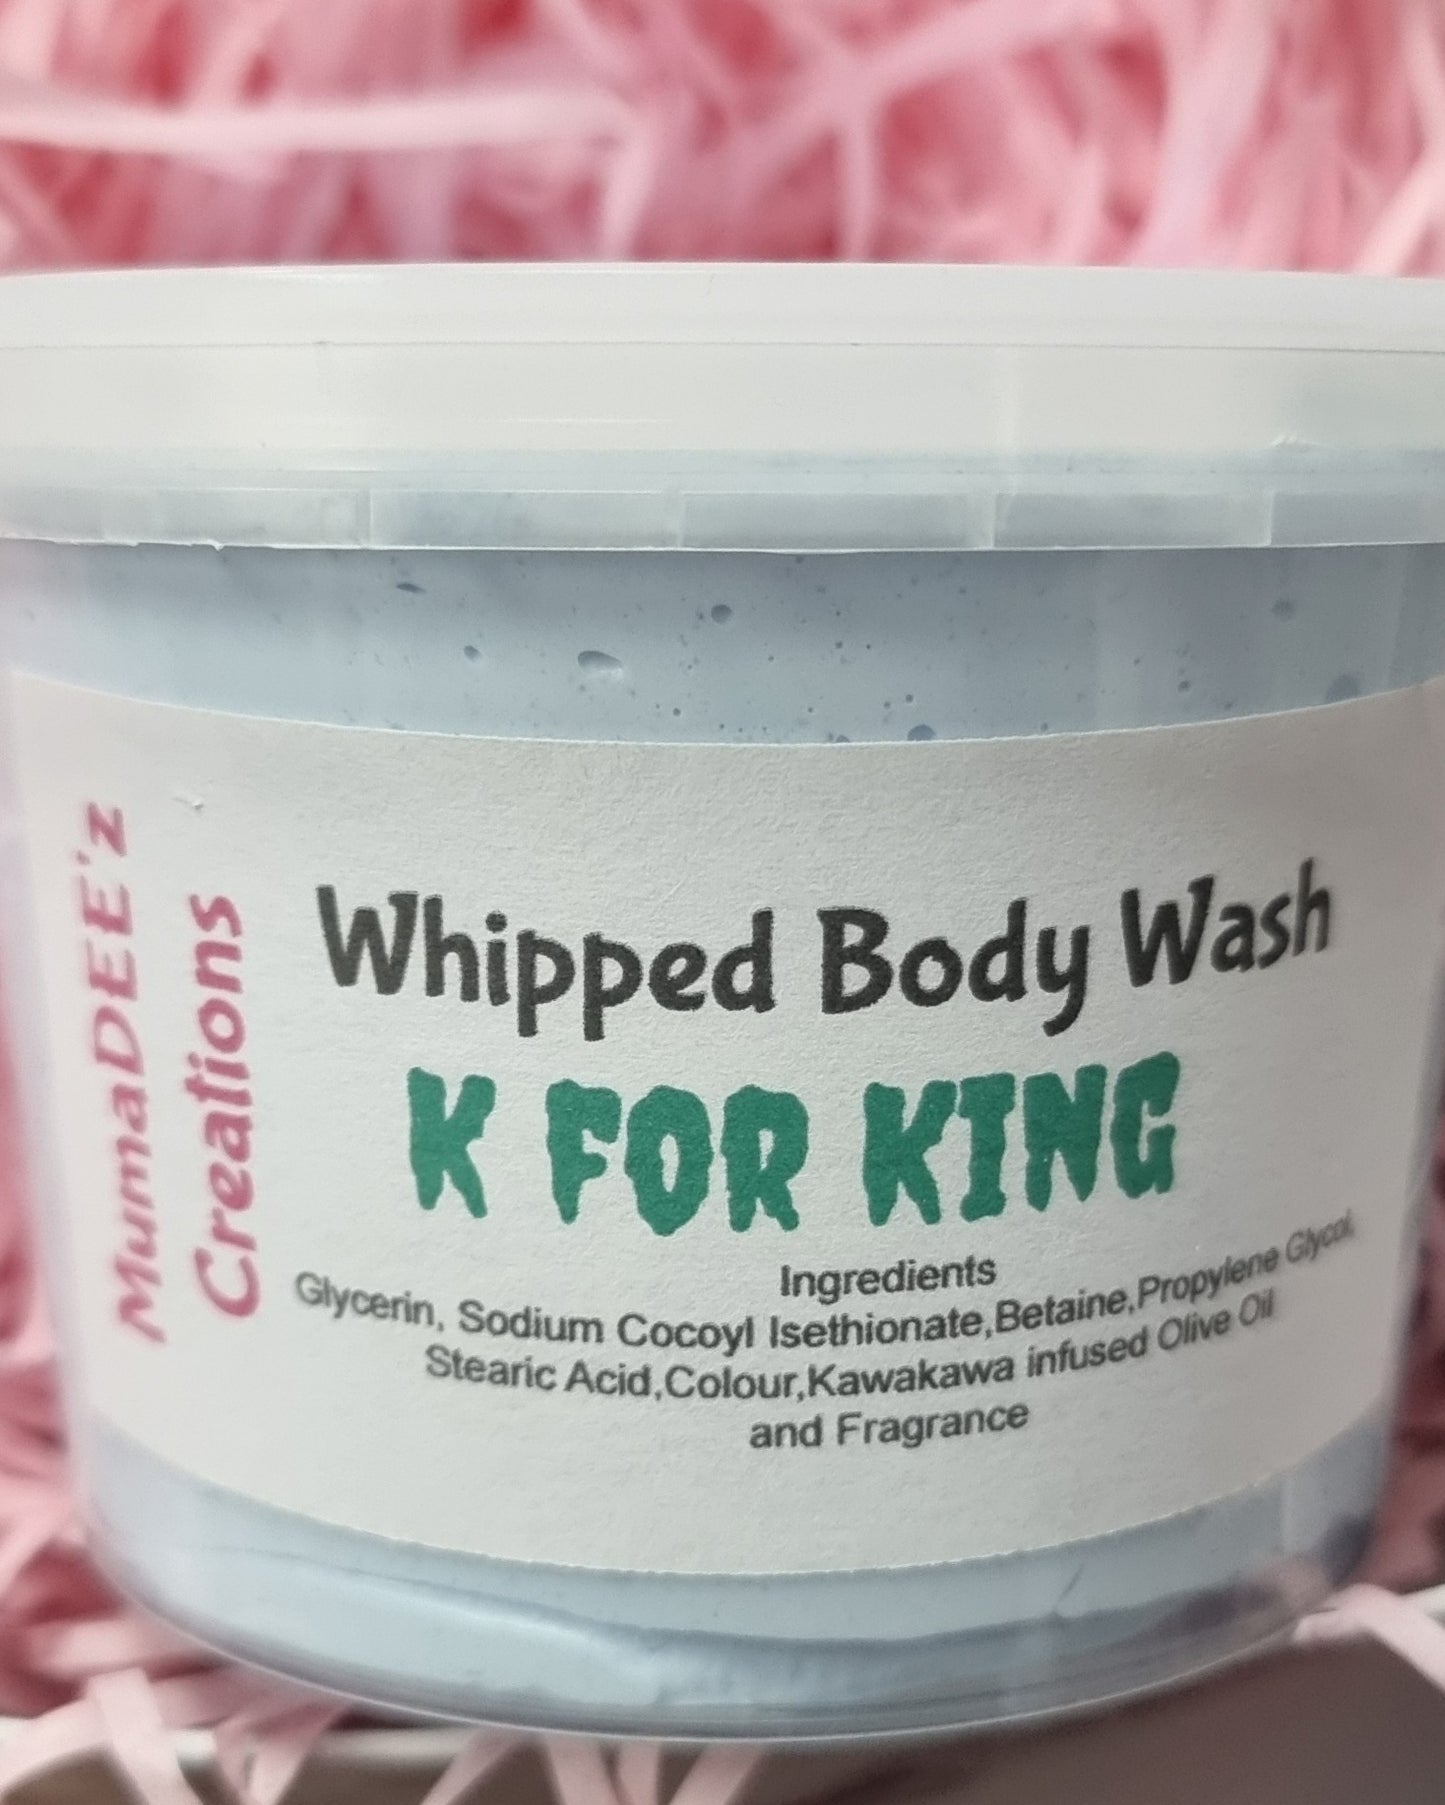 MumaDEE'z
Creations
Whipped Body Wash
K FOR KING
Ingredients
Glycerin, Sodium Cocoyl Isethionate,Betaine,Propylene Glycol,
Stearic Acid,Colour,Kawakawa infused Olive Oil
and Fragrance